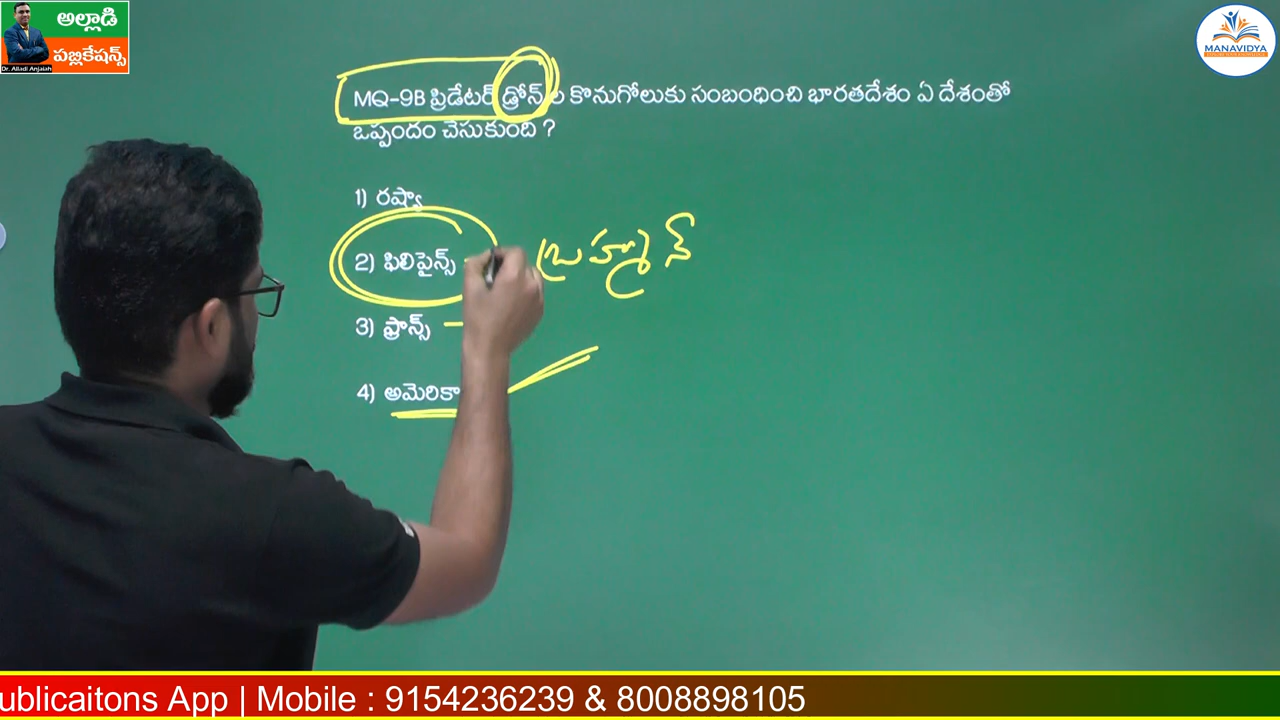 అల్లాడి
పబ్లికేషన్స్
Dr. Alladi Anjaiah
MANAVIDYA
MQ-9B ప్రిడేటర్ డ్రోన్ల కొనుగోలుకు సంబంధించి భారతదేశం ఏ దేశంతో
ఒప్పందం చేసుకుంది ?
1) రష్యా
2) ఫిలిపైన్స్
బ్రహ్మోన్
3) ఫ్రాన్స్
4) అమెరికా
ublicaitons App | Mobile : 9154236239 & 8008898105